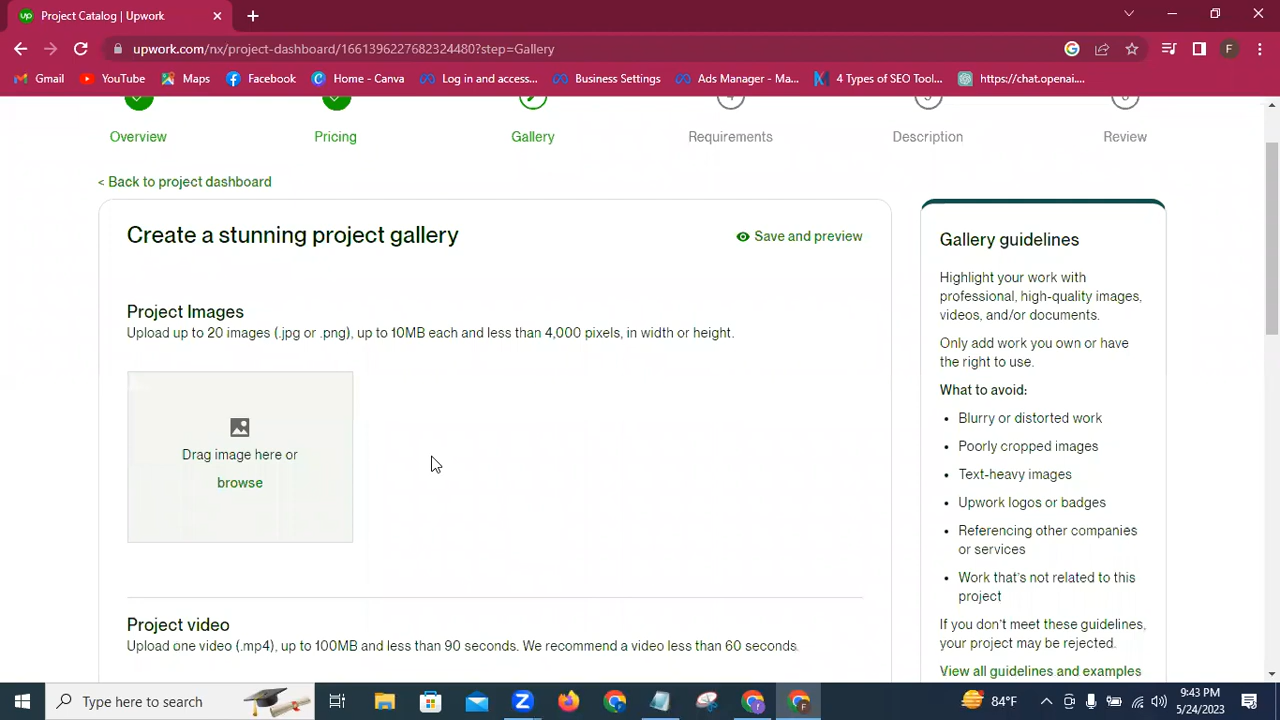 Project Catalog | Upwork
upwork.com/nx/project-dashboard/1661396227682324480?step=Gallery
F
Gmail
YouTube
Maps
Facebook
Home - Canva
Log in and access...
Business Settings
Ads Manager - Ma...
4 Types of SEO Tool...
https://chat.openai....
Overview
Pricing
Gallery
Requirements
Description
Review
< Back to project dashboard
Create a stunning project gallery
Save and preview
Project Images
Upload up to 20 images (.jpg or .png), up to 10MB each and less than 4,000 pixels, in width or height.
Drag image here or
browse
Project video
Upload one video (.mp4), up to 100MB and less than 90 seconds. We recommend a video less than 60 seconds.
Gallery guidelines
Highlight your work with
professional, high-quality images,
videos, and/or documents.
Only add work you own or have
the right to use.
What to avoid:
• Blurry or distorted work
• Poorly cropped images
• Text-heavy images
• Upwork logos or badges
• Referencing other companies
or services
• Work that's not related to this
project
If you don't meet these guidelines,
your project may be rejected.
View all guidelines and examples
Type here to search
84°F
9:43 PM
5/24/2023